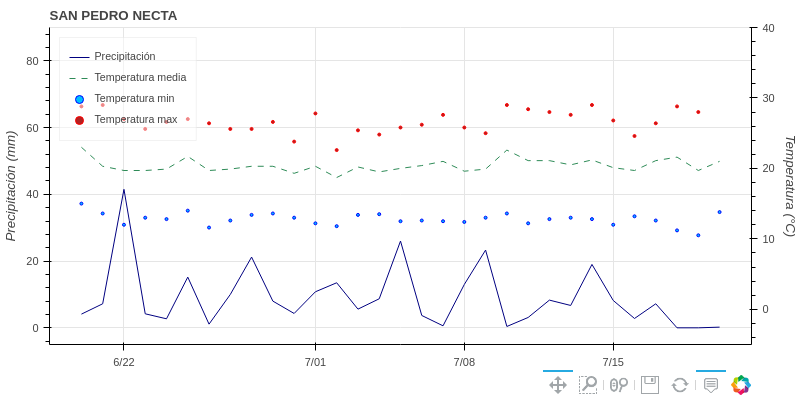 SAN PEDRO NECTA
Precipitación
Temperatura media
Temperatura min
Temperatura max
Precipitación (mm)
80
60
40
20
0
Temperatura (°C)
40
30
20
10
0
6/22
7/01
7/08
7/15